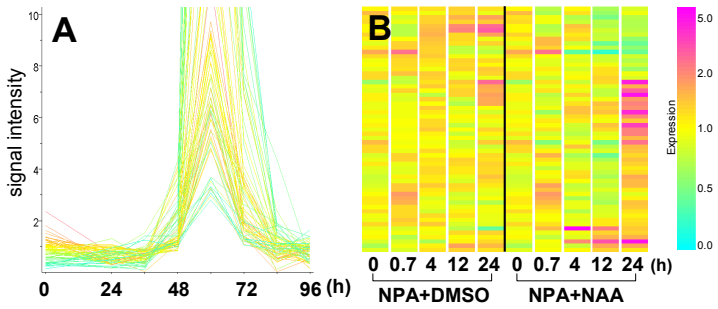 A
signal intensity
10
8
6
4
2
0 24 48 72 96 (h)
B
0 0.7 4 12 24 0 0.7 4 12 24 (h)
NPA+DMSO NPA+NAA
Expression
5.0
2.0
1.0
0.5
0.0